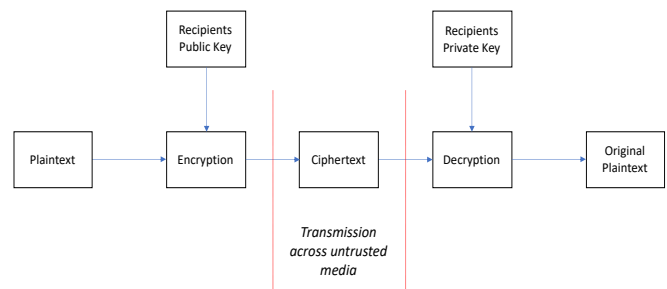 Recipients
Public Key
Recipients
Private Key
Plaintext
Encryption
Ciphertext
Decryption
Original
Plaintext
Transmission
across untrusted
media